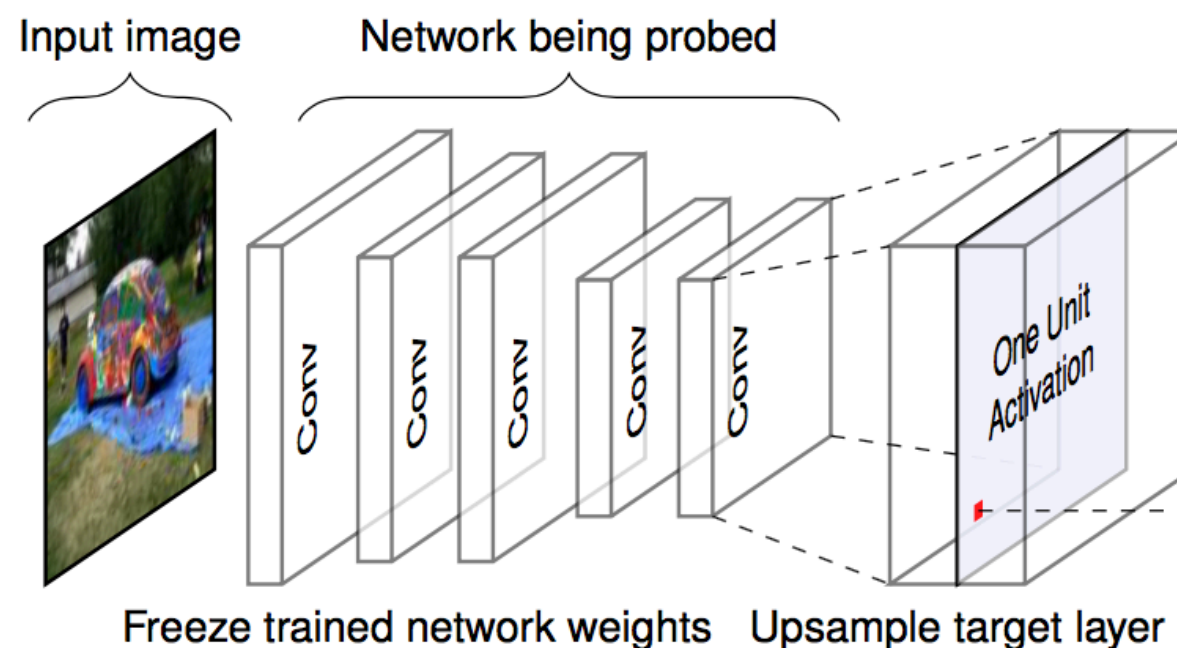 Input image
Network being probed
Conv
Conv
Conv
Conv
Conv
One Unit
Activation
Freeze trained network weights
Upsample target layer